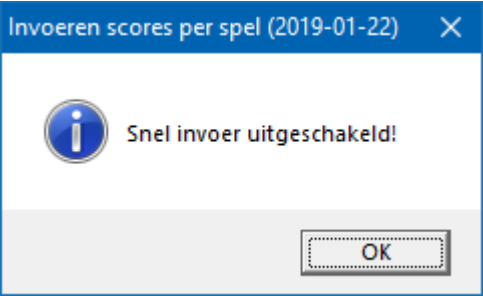 Invoeren scores per spel (2019-01-22)
Snel invoer uitgeschakeld!
OK